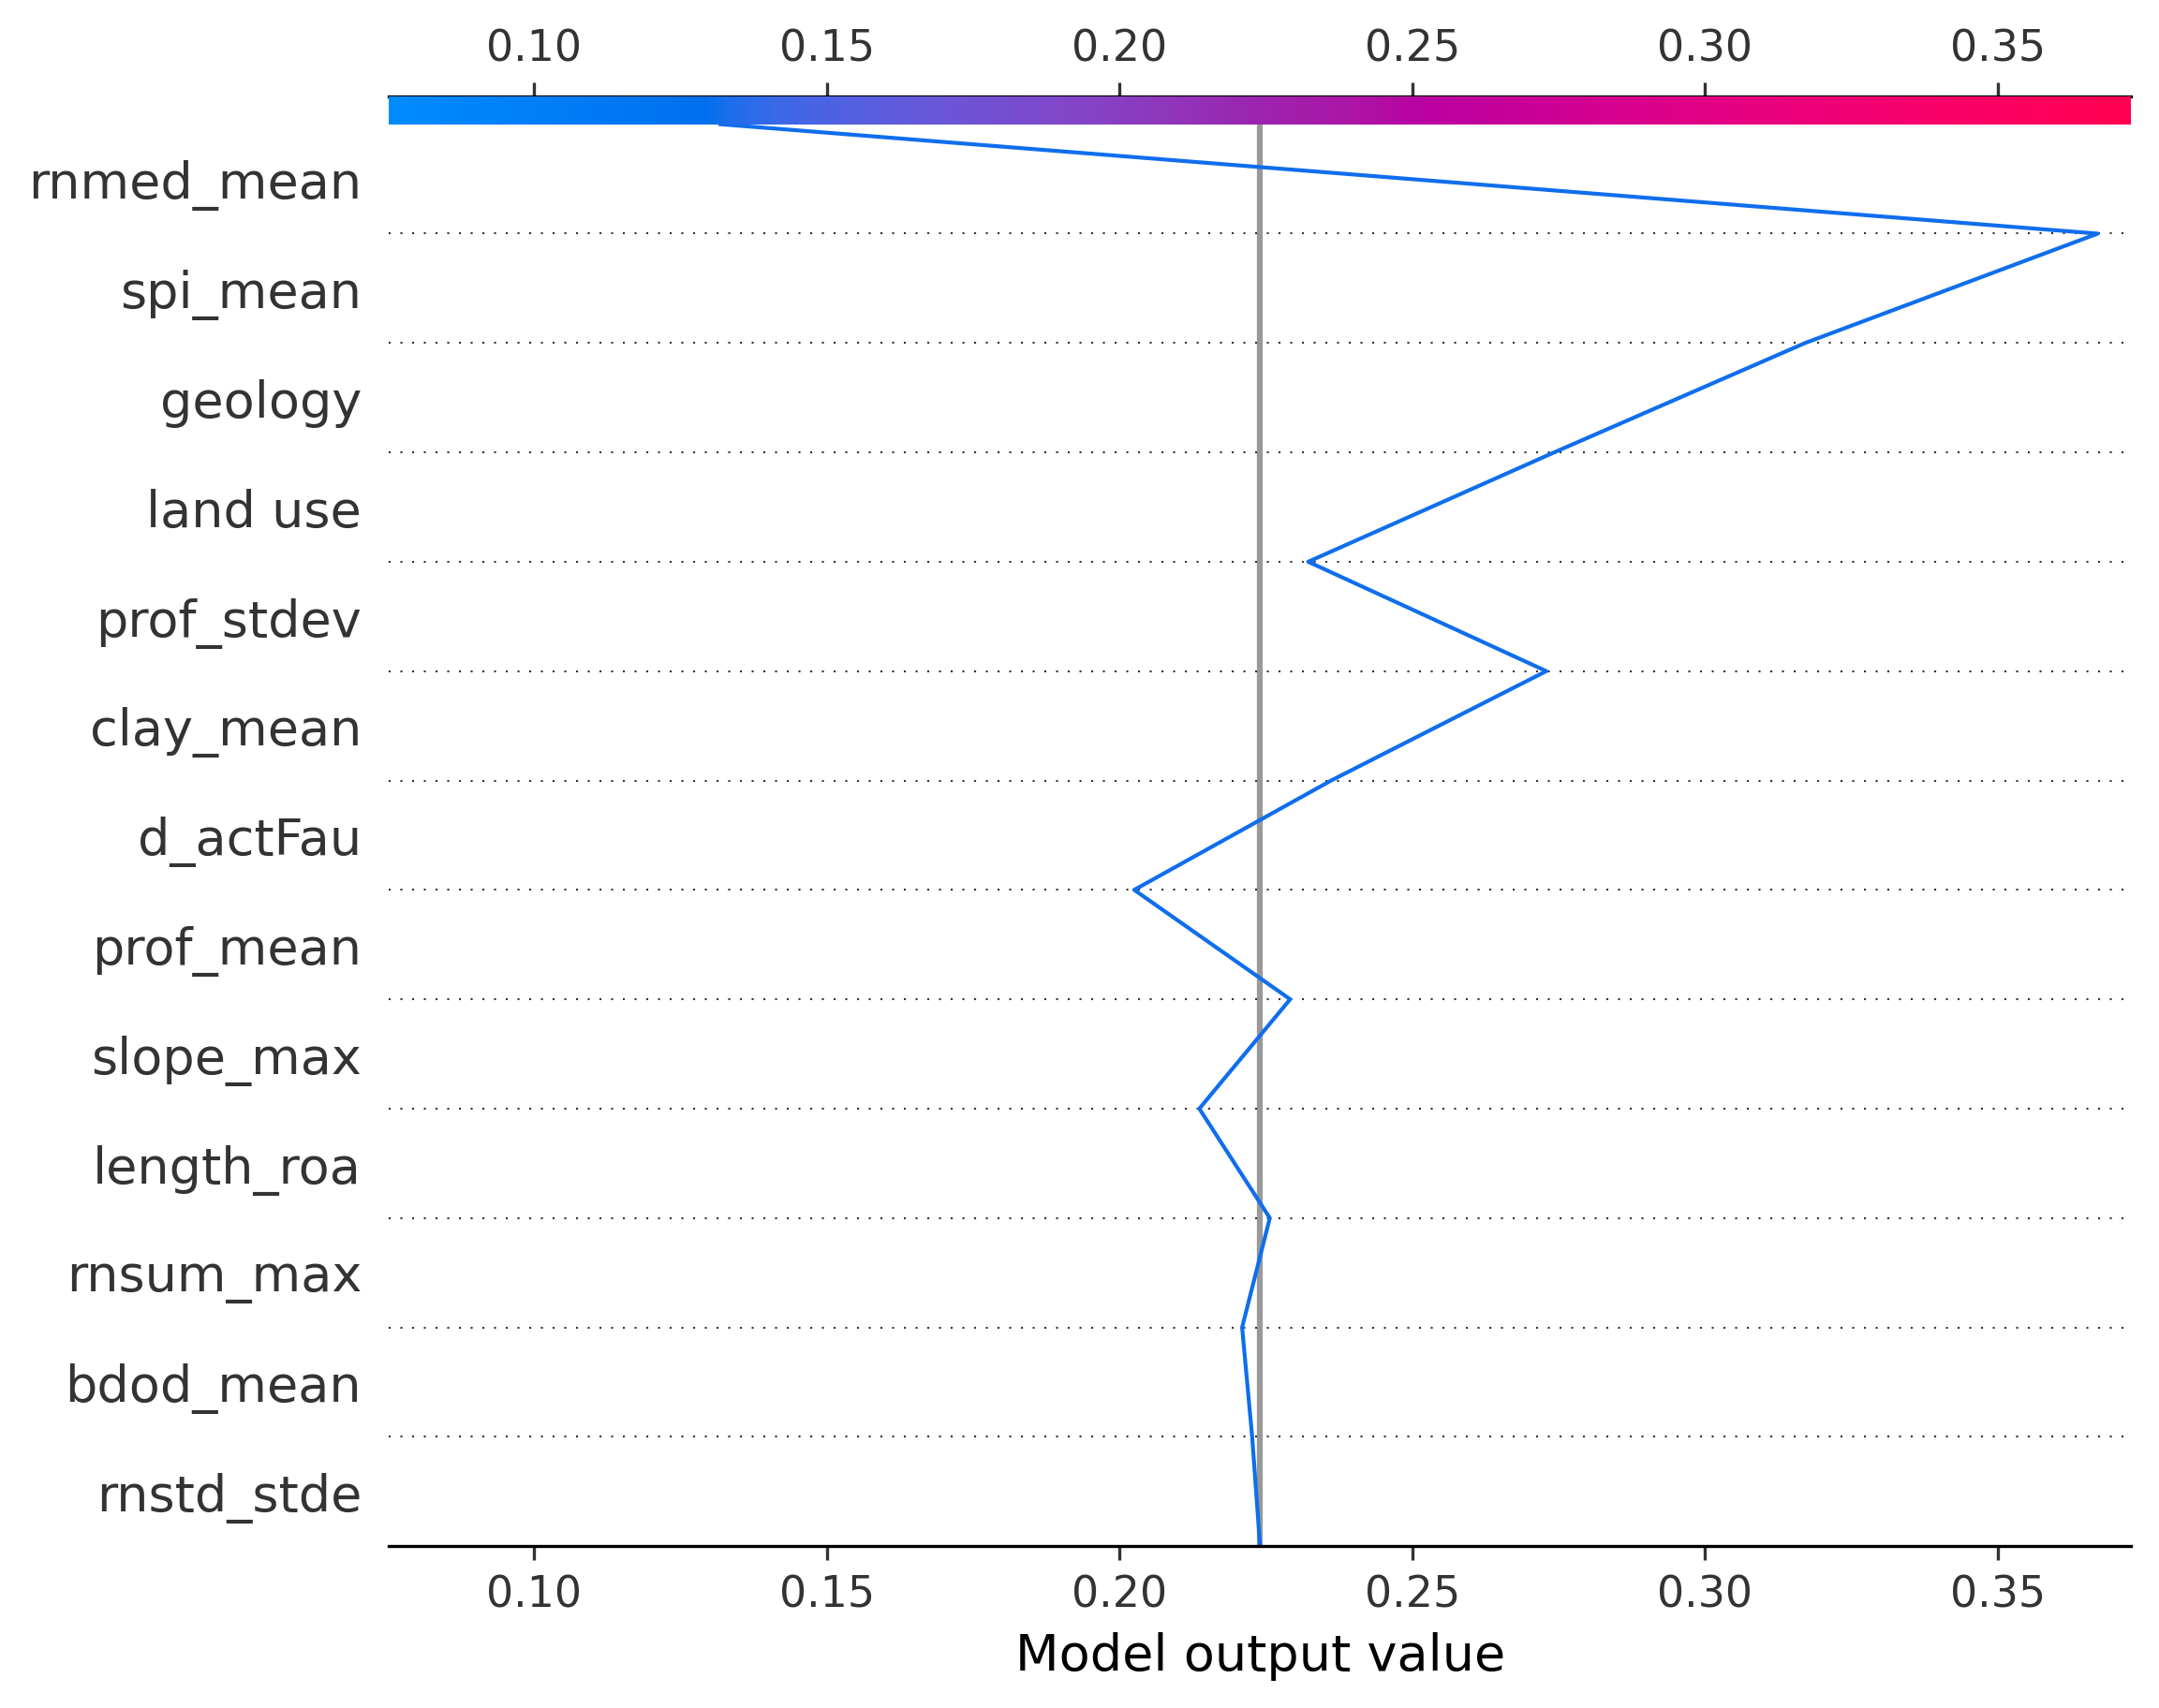 0.10 0.15 0.20 0.25 0.30 0.35
rnmed_mean
spi_mean
geology
land use
prof_stdev
clay_mean
d_actFau
prof_mean
slope_max
length_roa
rnsum_max
bdod_mean
rnstd_stde
0.10 0.15 0.20 0.25 0.30 0.35
Model output value